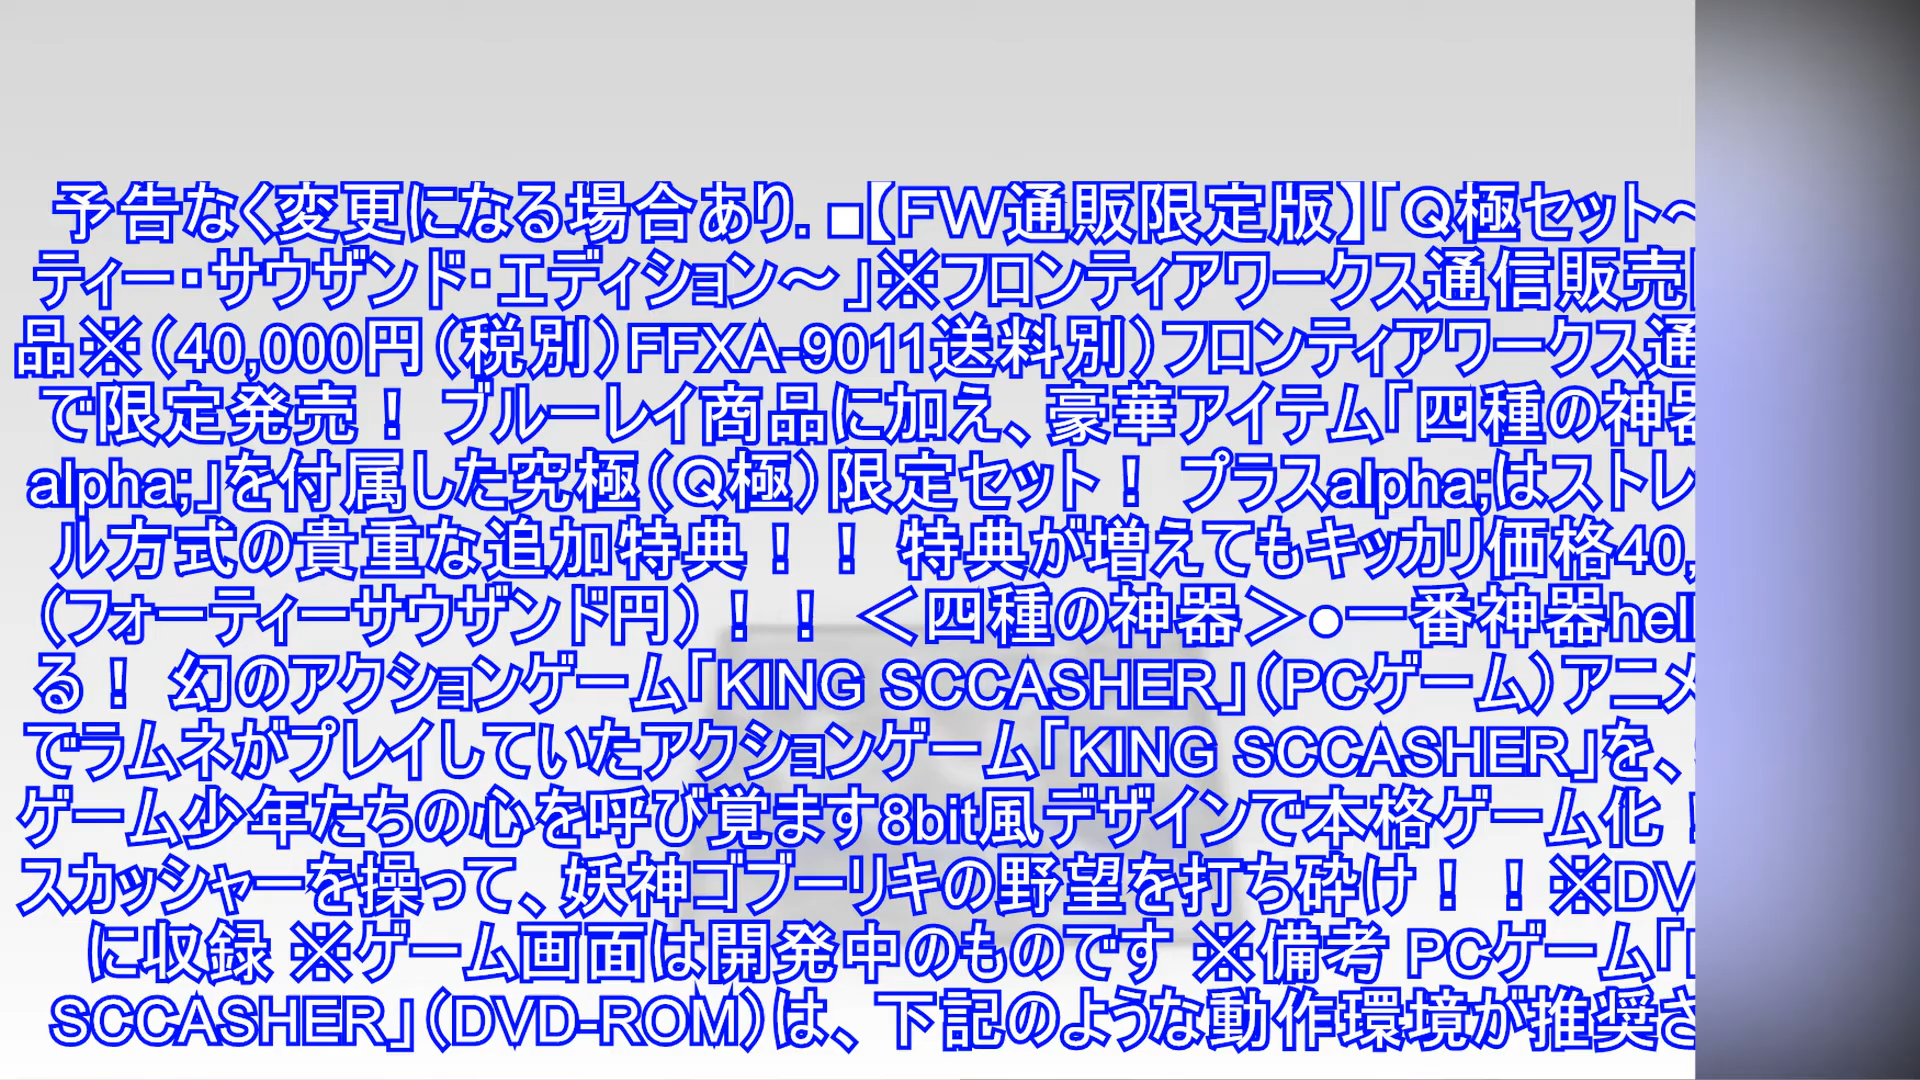 予告なく変更になる場合あり. ■【FW通販限定版】「Q極セット～
ティー・サウザンド・エディション～」※フロンティアワークス通信販売
品※(40,000円(税別)FFXA-9011送料別)フロンティアワークス通
で限定発売！ ブルーレイ商品に加え、豪華アイテム「四種の神器
alpha;」を付属した究極(Q極)限定セット！ プラスalpha;はストレ
ル方式の貴重な追加特典！！ 特典が増えてもキッカリ価格40,
(フォーティーサウザンド円)！！ ＜四種の神器＞●一番神器hell
る！ 幻のアクションゲーム「KING SCCASHER」(PCゲーム)アニメ
でラムネがプレイしていたアクションゲーム「KING SCCASHER」を、
ゲーム少年たちの心を呼び覚ます8bit風デザインで本格ゲーム化！
スカッシャーを操って、妖神ゴブーリキの野望を打ち砕け！！※DV
に収録 ※ゲーム画面は開発中のものです ※備考 PCゲーム「
SCCASHER」(DVD-ROM)は、下記のような動作環境が推奨さ